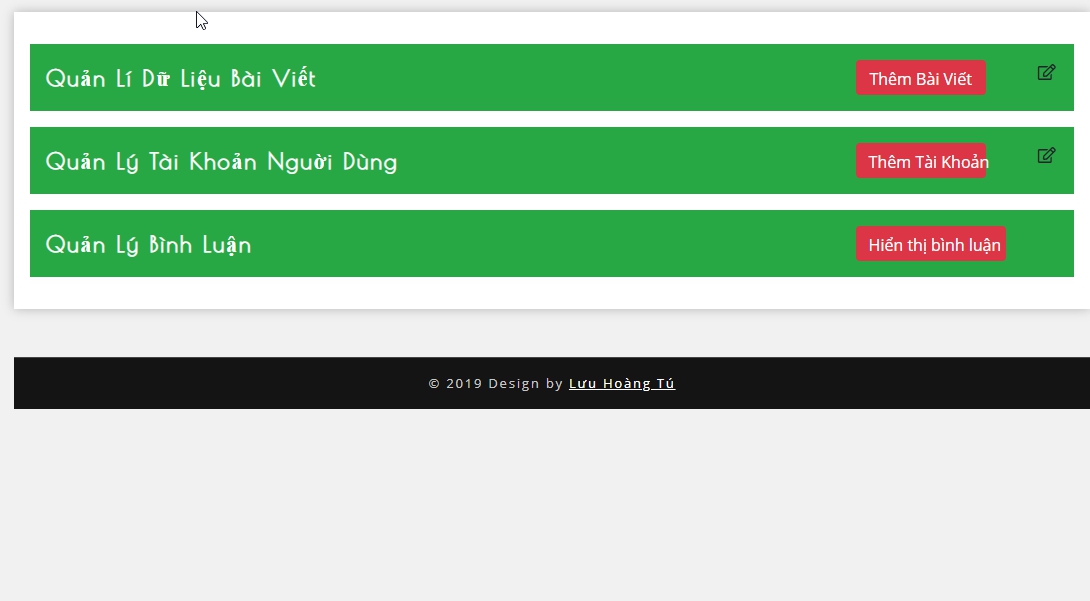 Quản Lí Dữ Liệu Bài Viết
Thêm Bài Viết
Quản Lý Tài Khoản Người Dùng
Thêm Tài Khoản
Quản Lý Bình Luận
Hiển thị bình luận
© 2019 Design by Lưu Hoàng Tú